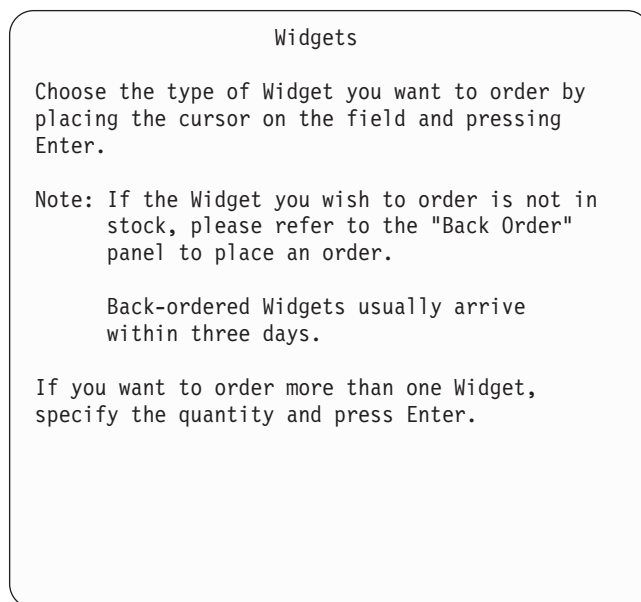 Widgets
Choose the type of Widget you want to order by
placing the cursor on the field and pressing
Enter.
Note: If the Widget you wish to order is not in
stock, please refer to the "Back Order"
panel to place an order.
Back-ordered Widgets usually arrive
within three days.
If you want to order more than one Widget,
specify the quantity and press Enter.